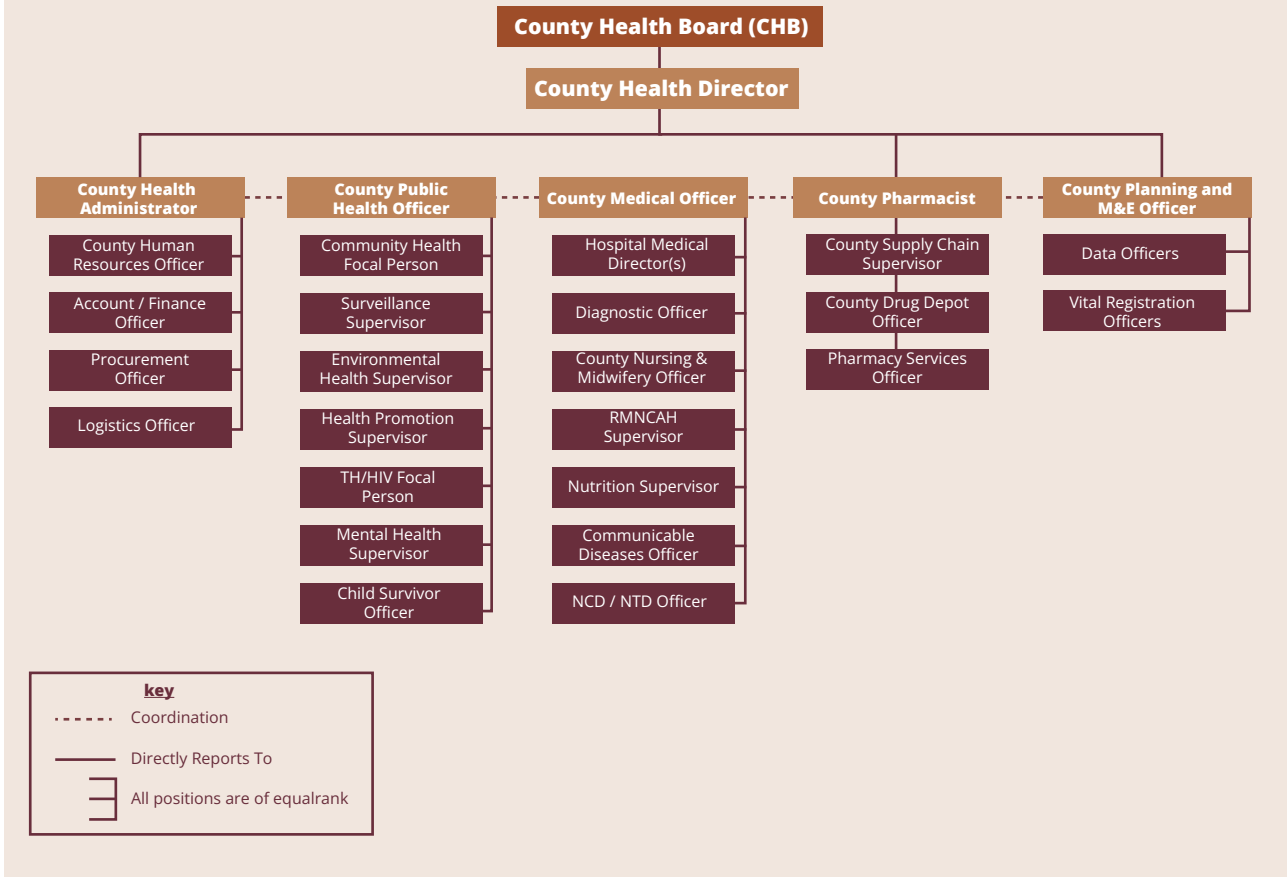 County Health Board (CHB)
County Health Director
County Health
Administrator
County Public
Health Officer
County Medical Officer
County Pharmacist
County Planning and
M&E Officer
County Human
Resources Officer
Account / Finance
Officer
Procurement
Officer
Logistics Officer
Community Health
Focal Person
Surveillance
Supervisor
Environmental
Health Supervisor
Health Promotion
Supervisor
TH/HIV Focal
Person
Mental Health
Supervisor
Child Survivor
Officer
Hospital Medical
Director(s)
Diagnostic Officer
County Nursing &
Midwifery Officer
RMNCAH
Supervisor
Nutrition Supervisor
Communicable
Diseases Officer
NCD / NTD Officer
County Supply Chain
Supervisor
County Drug Depot
Officer
Pharmacy Services
Officer
Data Officers
Vital Registration
Officers
key
Coordination
Directly Reports To
All positions are of equalrank